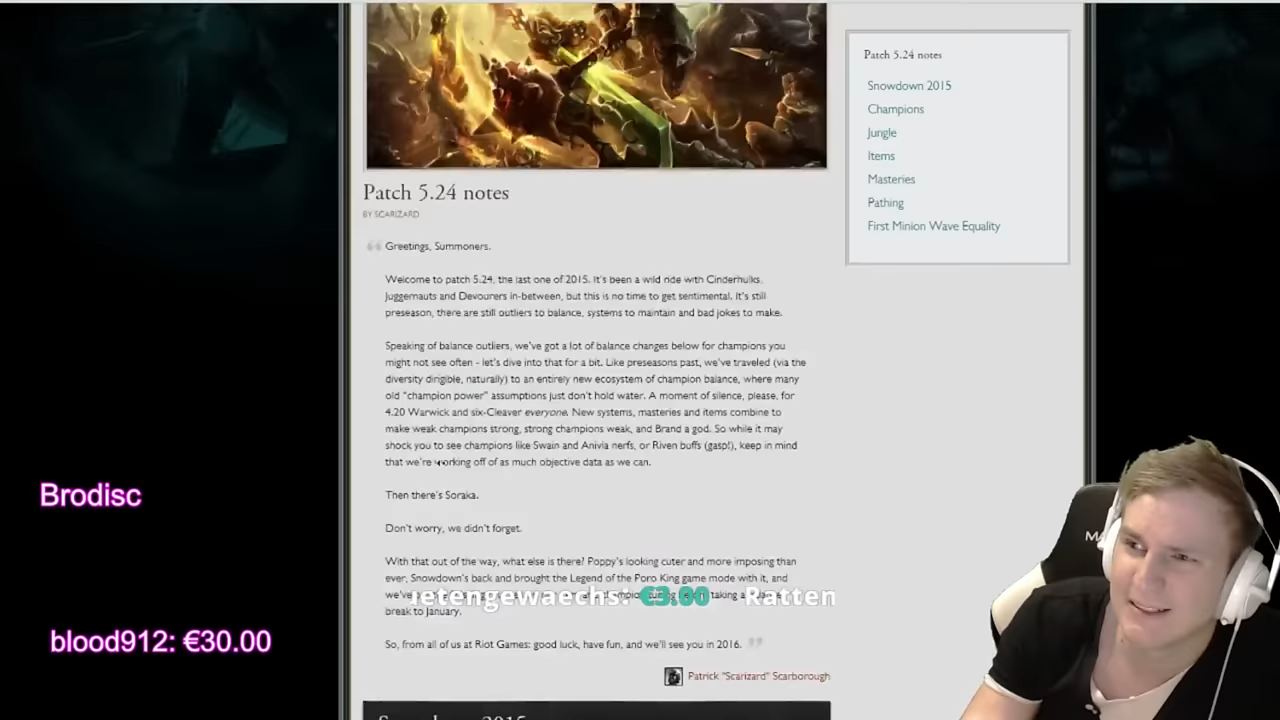 Patch 5.24 notes
BY SCARIZARD
Greetings, Summoners.
Welcome to patch 5.24, the last one of 2015. It's been a wild ride with Cinderhulks,
Juggernauts and Devourers in-between, but this is no time to get sentimental. It's still
preseason, there are still outliers to balance, systems to maintain and bad jokes to make.
Speaking of balance outliers, we've got a lot of balance changes below for champions you
might not see often - let's dive into that for a bit. Like preseasons past, we've traveled (via the
diversity dirigible, naturally) to an entirely new ecosystem of champion balance, where many
old "champion power" assumptions just don't hold water. A moment of silence, please, for
4.20 Warwick and six-Cleaver everyone. New systems, masteries and items combine to
make weak champions strong, strong champions weak, and Brand a god. So while it may
shock you to see champions like Swain and Anivia nerfs, or Riven buffs (gasp!), keep in mind
that we're working off of as much objective data as we can.
Then there's Soraka.
Don't worry, we didn't forget.
With that out of the way, what else is there? Poppy's looking cuter and more imposing than
ever, Snowdown's back and brought the Legend of the Poro King game mode with it, and
we've taking a
break to January.
So, from all of us at Riot Games: good luck, have fun, and we'll see you in 2016.
Patrick "Scarizard" Scarborough
Snowdown 2015
Patch 5.24 notes
Snowdown 2015
Champions
Jungle
Items
Masteries
Pathing
First Minion Wave Equality
Brodisc
blood912: €30.00
ietengewaechs: €3.00 Ratten